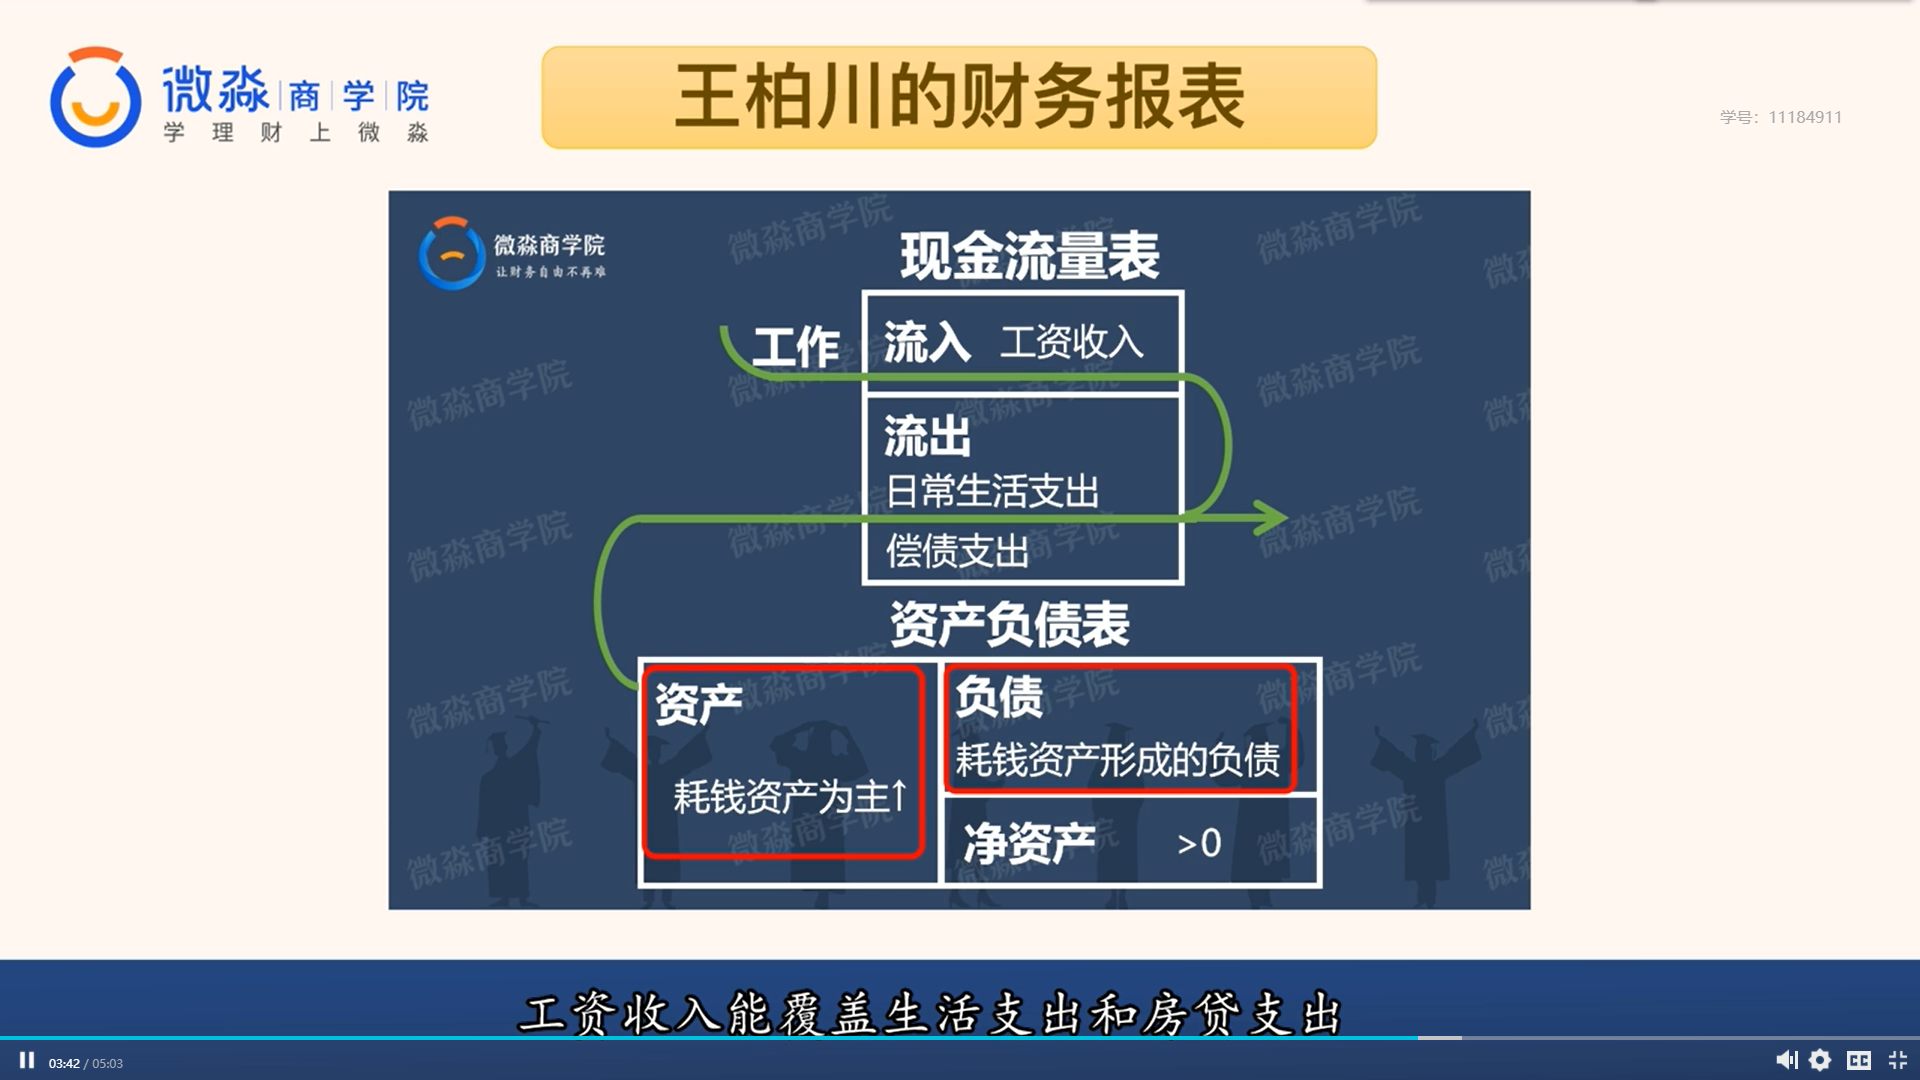 微淼 商 学 院
学 理 财 上 微 淼
王柏川的财务报表
学号：11184911
微淼商学院
让财务自由不再难
现金流量表
工作
流入 工资收入
流出
日常生活支出
偿债支出
资产负债表
资产
耗钱资产为主↑
负债
耗钱资产形成的负债
净资产 >0
工资收入能覆盖生活支出和房贷支出
03:42 / 05:03
CC